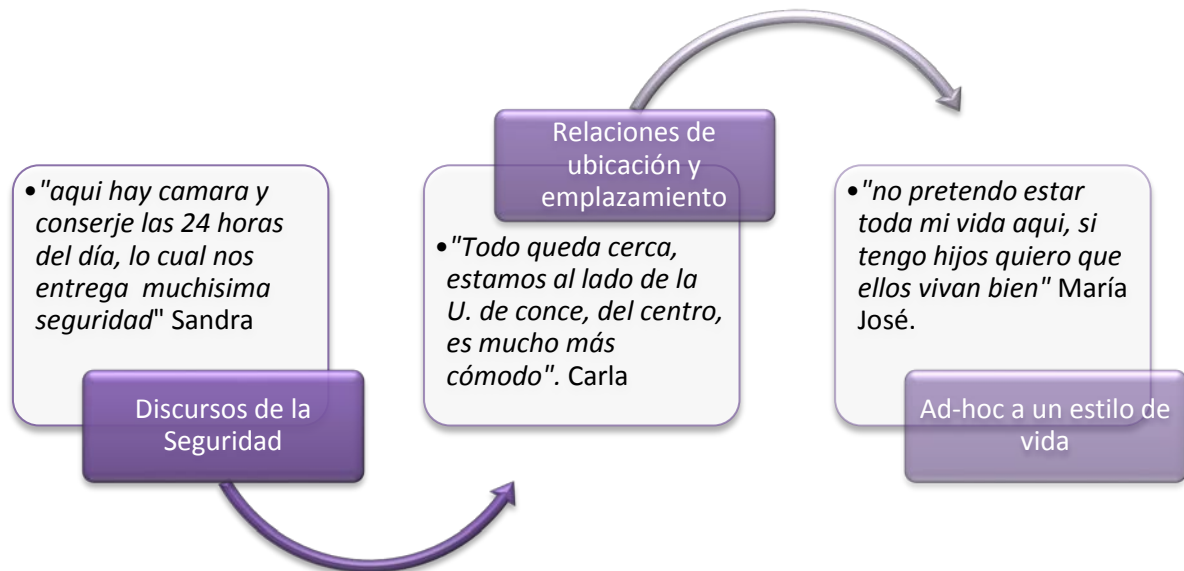 •"aqui hay camara y
conserje las 24 horas
del día, lo cual nos
entrega  muchisima
seguridad" Sandra
Discursos de la
Seguridad
Relaciones de
ubicación y
emplazamiento
•"Todo queda cerca,
estamos al lado de la
U. de conce, del centro,
es mucho más
cómodo". Carla
•"no pretendo estar
toda mi vida aqui, si
tengo hijos quiero que
ellos vivan bien" María
José.
Ad-hoc a un estilo de
vida